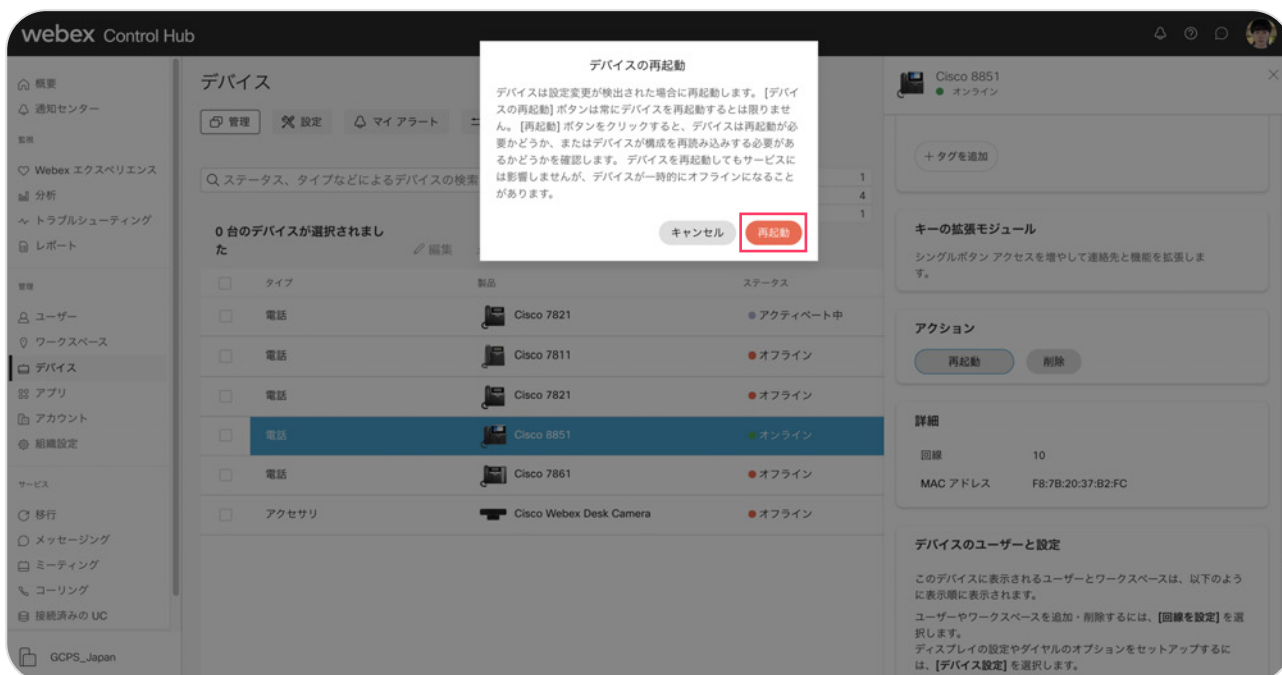 webex Control Hub
概要
通知センター
監視
Webex エクスペリエンス
分析
トラブルシューティング
レポート
管理
ユーザー
ワークスペース
デバイス
アプリ
アカウント
組織設定
サービス
移行
メッセージング
ミーティング
コーリング
接続済みの UC
GCPS_Japan
デバイス
管理
設定
マイ アラート
ステータス、タイプなどによるデバイスの検索
1
4
1
0 台のデバイスが選択されまし
た
編集
タイプ 製品 ステータス
電話 Cisco 7821 アクティベート中
電話 Cisco 7811 オフライン
電話 Cisco 7821 オフライン
電話 Cisco 8851 オンライン
電話 Cisco 7861 オフライン
アクセサリ Cisco Webex Desk Camera オフライン
デバイスの再起動
デバイスは設定変更が検出された場合に再起動します。 [デバイ
スの再起動] ボタンは常にデバイスを再起動するとは限りませ
ん。 [再起動] ボタンをクリックすると、デバイスは再起動が必
要かどうか、またはデバイスが構成を再読み込みする必要があ
るかどうかを確認します。 デバイスを再起動してもサービスに
は影響しませんが、デバイスが一時的にオフラインになること
があります。
キャンセル
再起動
Cisco 8851
オンライン
+ タグを追加
キーの拡張モジュール
シングルボタン アクセスを増やして連絡先と機能を拡張しま
す。
アクション
再起動
削除
詳細
回線 10
MAC アドレス F8:7B:20:37:B2:FC
デバイスのユーザーと設定
このデバイスに表示されるユーザーとワークスペースは、以下のよう
に表示順に表示されます。
ユーザーやワークスペースを追加・削除するには、[回線を設定] を選
択します。
ディスプレイの設定やダイヤルのオプションをセットアップするに
は、[デバイス設定] を選択します。